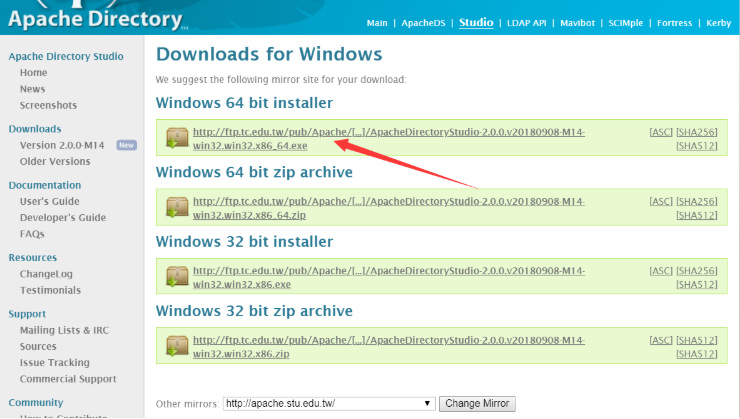 Apache Directory™
Main | ApacheDS | Studio | LDAP API | Mavibot | SCIMple | Fortress | Kerby
Apache Directory Studio
Home
News
Screenshots
Downloads
Version 2.0.0-M14 New
Older Versions
Documentation
User's Guide
Developer's Guide
FAQs
Resources
ChangeLog
Testimonials
Support
Mailing Lists & IRC
Sources
Issue Tracking
Commercial Support
Community
How to Contribute
Downloads for Windows
We suggest the following mirror site for your download:
Windows 64 bit installer
http://ftp.tc.edu.tw/pub/Apache/[...]/ApacheDirectoryStudio-2.0.0.v20180908-M14- [ASC] [SHA256]
win32.win32.x86_64.exe [SHA512]
Windows 64 bit zip archive
http://ftp.tc.edu.tw/pub/Apache/[...]/ApacheDirectoryStudio-2.0.0.v20180908-M14- [ASC] [SHA256]
win32.win32.x86_64.zip [SHA512]
Windows 32 bit installer
http://ftp.tc.edu.tw/pub/Apache/[...]/ApacheDirectoryStudio-2.0.0.v20180908-M14- [ASC] [SHA256]
win32.win32.x86.exe [SHA512]
Windows 32 bit zip archive
http://ftp.tc.edu.tw/pub/Apache/[...]/ApacheDirectoryStudio-2.0.0.v20180908-M14- [ASC] [SHA512]
win32.win32.x86.zip [SHA512]
Other mirrors: http://apache.stu.edu.tw/ Change Mirror